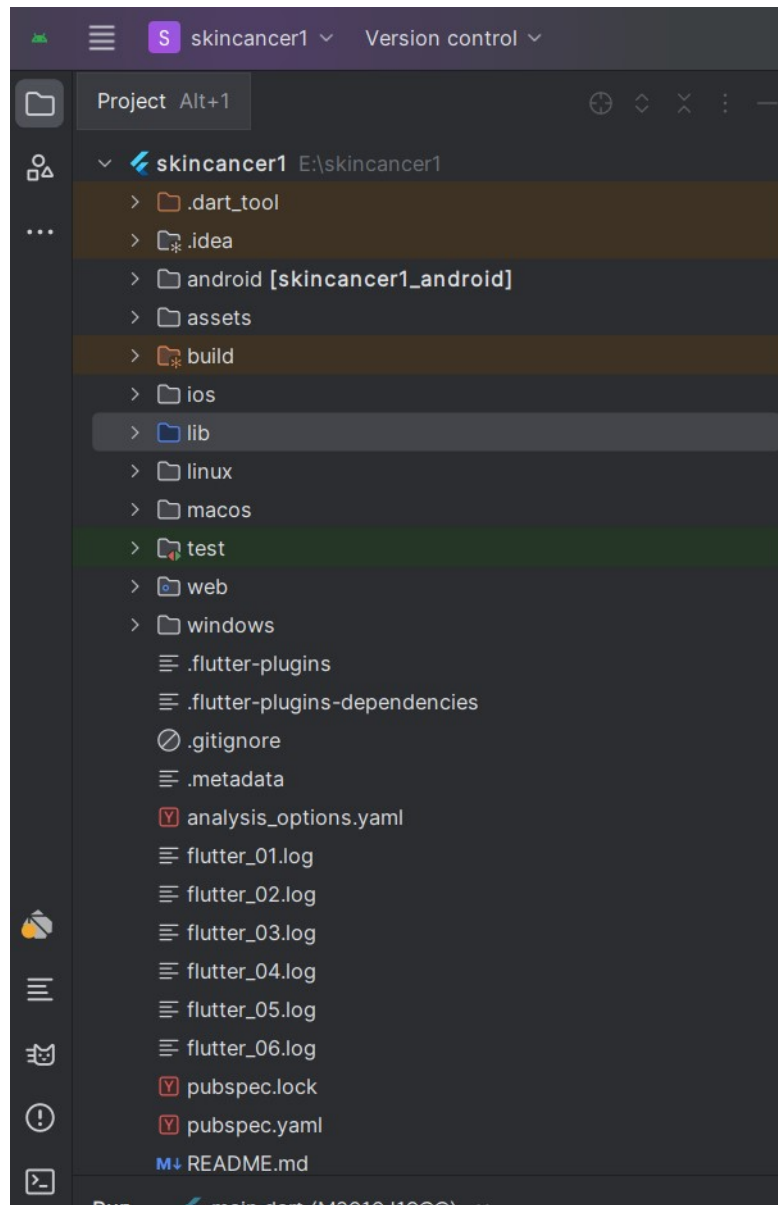 S skincancer1 Version control
Project Alt+1
skincancer1 E:\skincancer1
.dart_tool
.idea
android [skincancer1_android]
assets
build
ios
lib
linux
macos
test
web
windows
.flutter-plugins
.flutter-plugins-dependencies
.gitignore
.metadata
Y analysis_options.yaml
flutter_01.log
flutter_02.log
flutter_03.log
flutter_04.log
flutter_05.log
flutter_06.log
Y pubspec.lock
Y pubspec.yaml
M↓ README.md